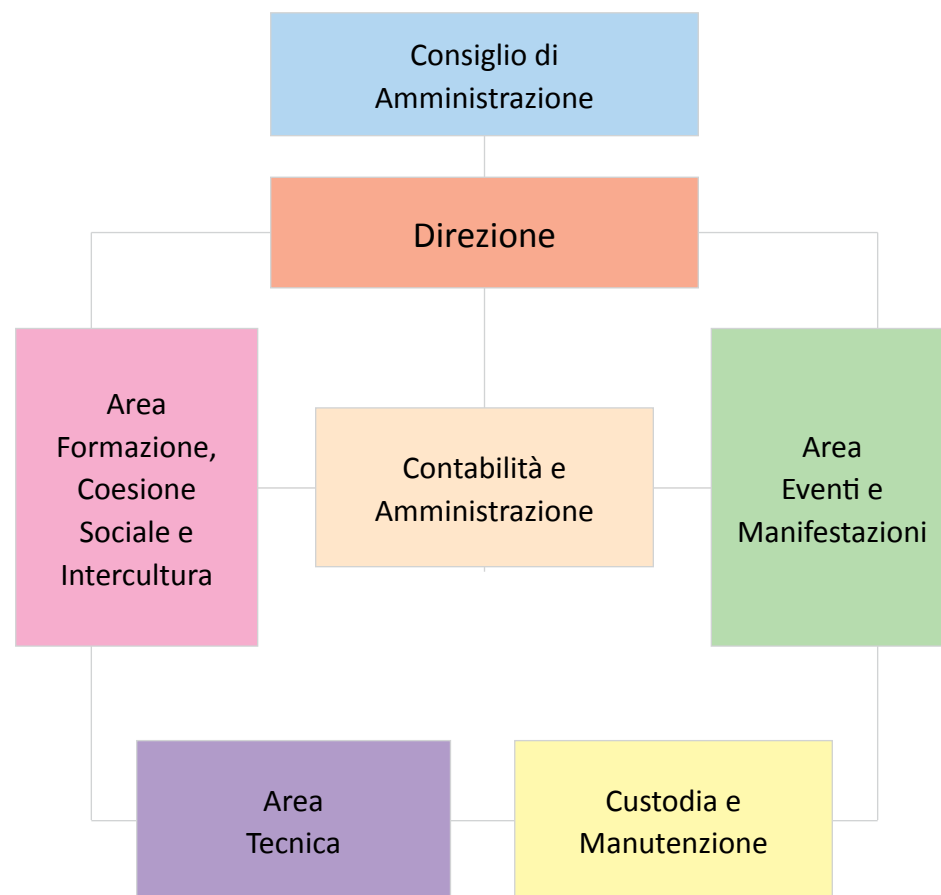 Consiglio di
Amministrazione
Direzione
Area
Formazione,
Coesione
Sociale e
Intercultura
Contabilità e
Amministrazione
Area
Eventi e
Manifestazioni
Area
Tecnica
Custodia e
Manutenzione